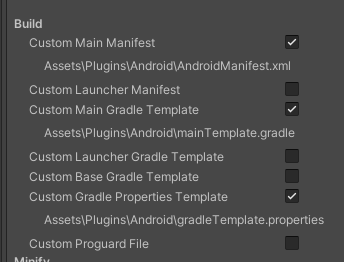 Build
Custom Main Manifest
Assets\Plugins\Android\AndroidManifest.xml
Custom Launcher Manifest
Custom Main Gradle Template
Assets\Plugins\Android\mainTemplate.gradle
Custom Launcher Gradle Template
Custom Base Gradle Template
Custom Gradle Properties Template
Assets\Plugins\Android\gradleTemplate.properties
Custom Proguard File
Minify